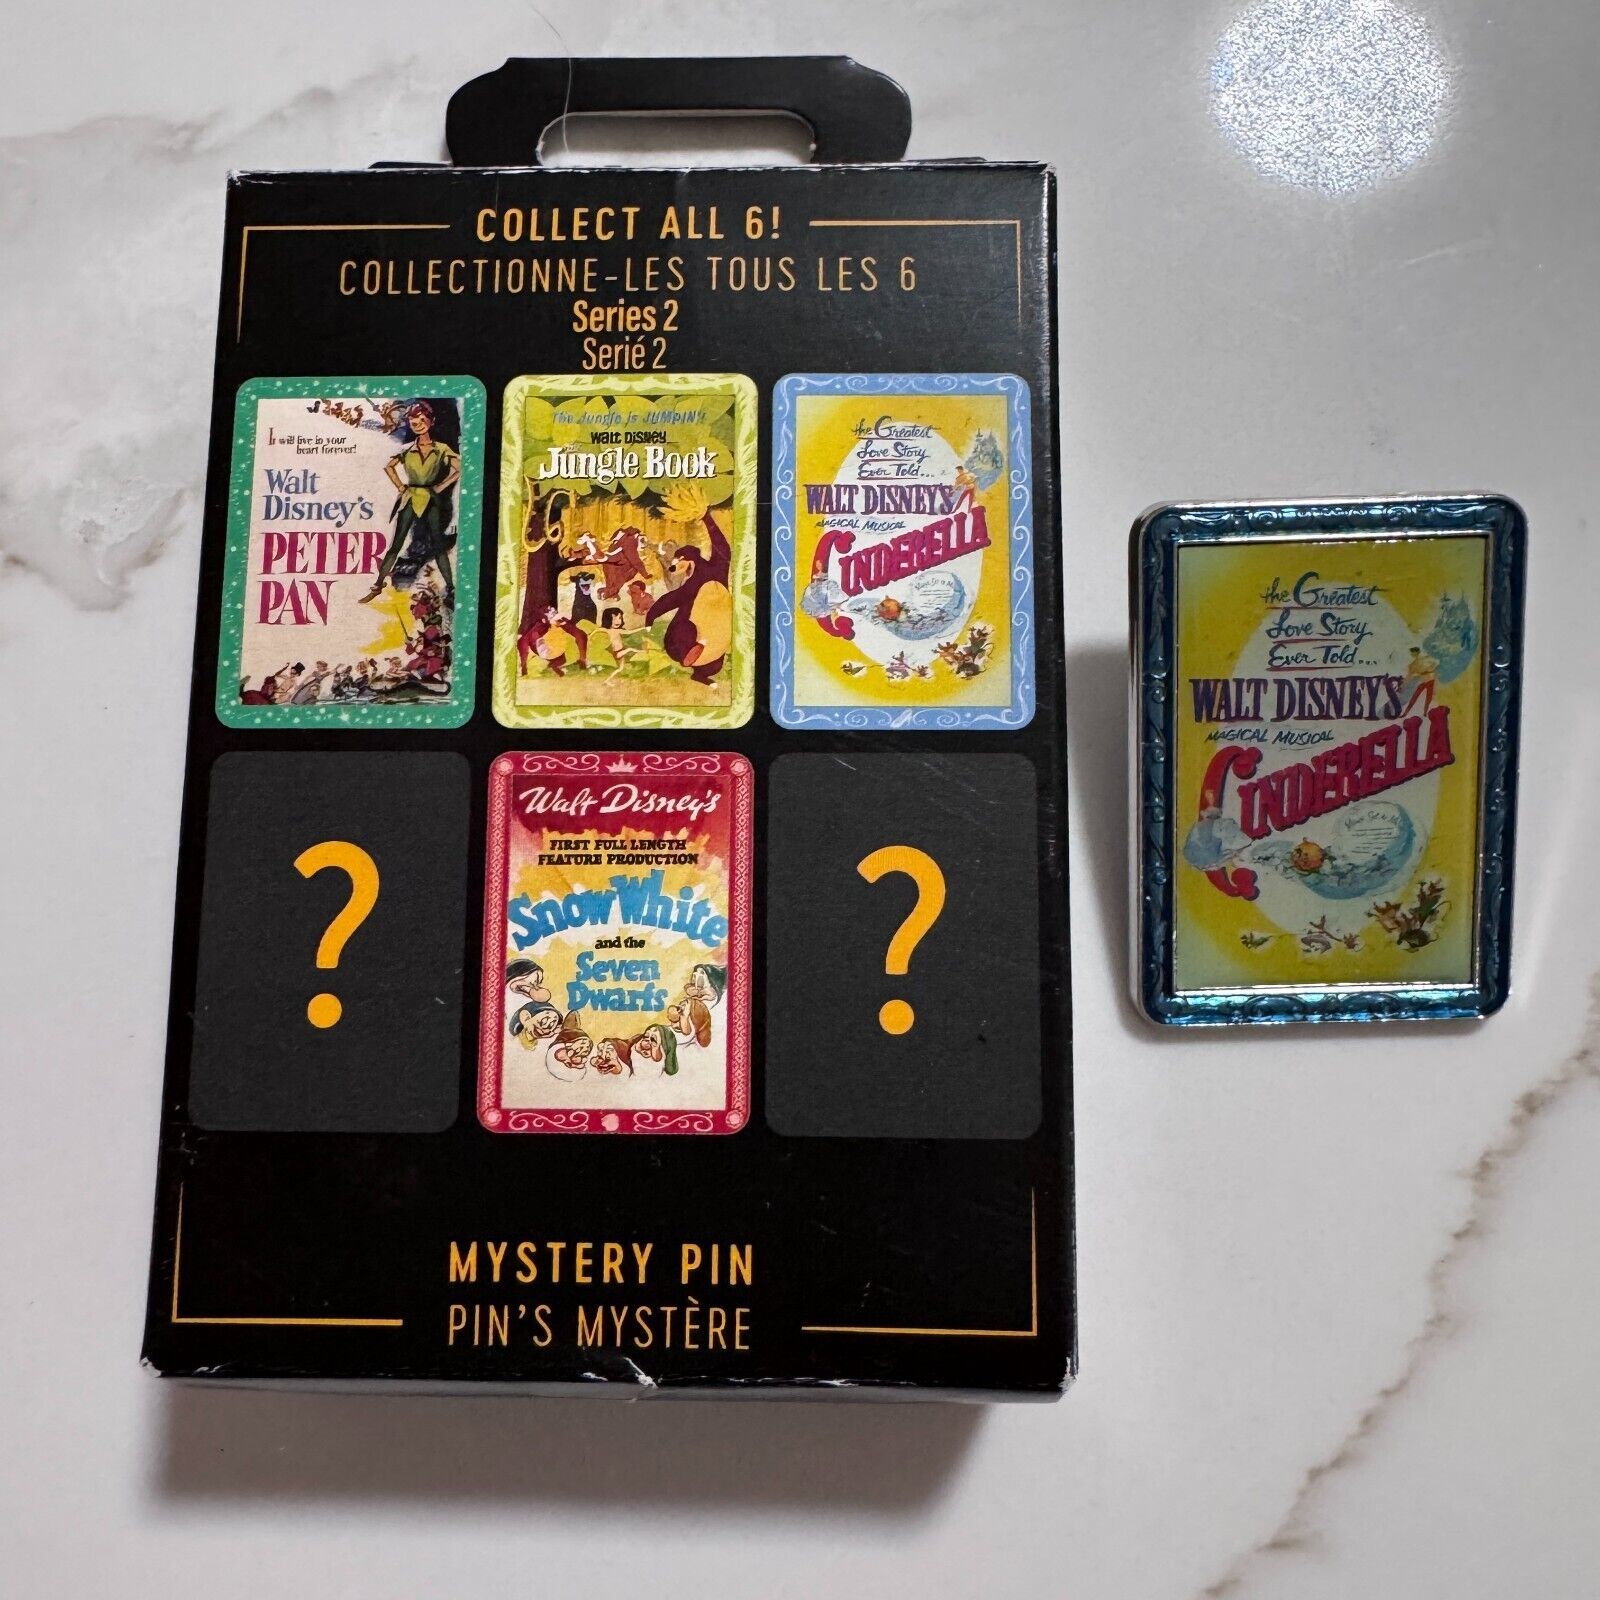 COLLECT ALL 6!
COLLECTIONNE-LES TOUS LES 6
Series 2
Serié 2
It will live in your
heart forever!
Walt
Disney's
PETER
PAN
The Jungle is JUMPIN'!
Walt Disney
Jungle Book
the Greatest
Love Story
Ever Told...
WALT DISNEY'S
MAGICAL MUSICAL
CINDERELLA
?
Walt Disney's
FIRST FULL LENGTH
FEATURE PRODUCTION
Snow White
and the
Seven
Dwarfs
?
MYSTERY PIN
PIN'S MYSTÈRE
the Greatest
Love Story
Ever Told...
WALT DISNEY'S
MAGICAL MUSICAL
CINDERELLA